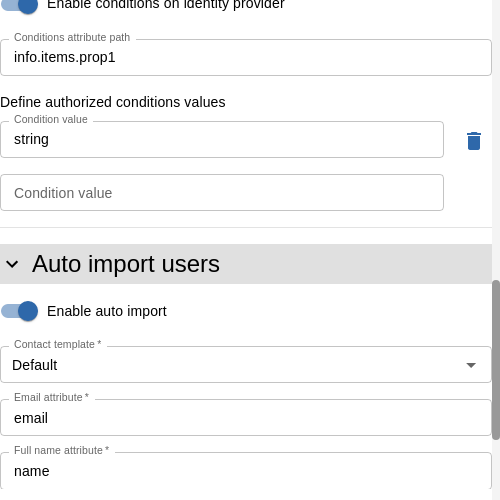 Enable conditions on identity provider
Conditions attribute path
info.items.prop1
Define authorized conditions values
Condition value
string
Condition value
Auto import users
Enable auto import
Contact template *
Default
Email attribute *
email
Full name attribute *
name